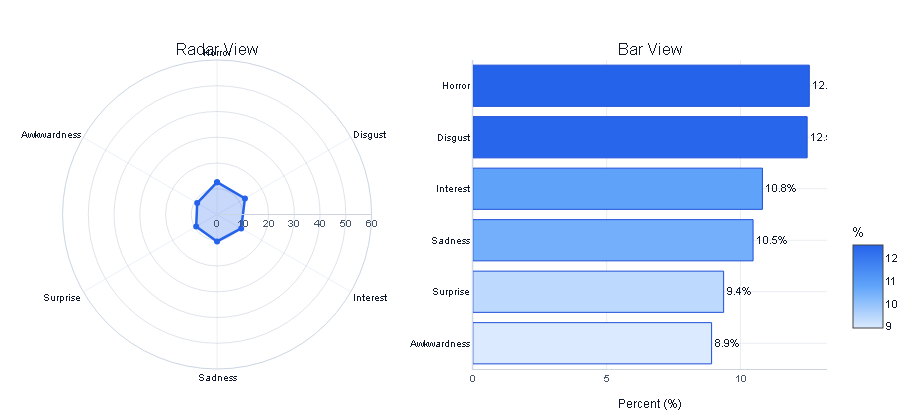 Radar View
Horror
Disgust
Interest
Sadness
Surprise
Awkwardness
0 10 20 30 40 50 60
Bar View
Horror 12.
Disgust 12.
Interest 10.8%
Sadness 10.5%
Surprise 9.4%
Awkwardness 8.9%
0 5 10
Percent (%)
%
12
11
10
9